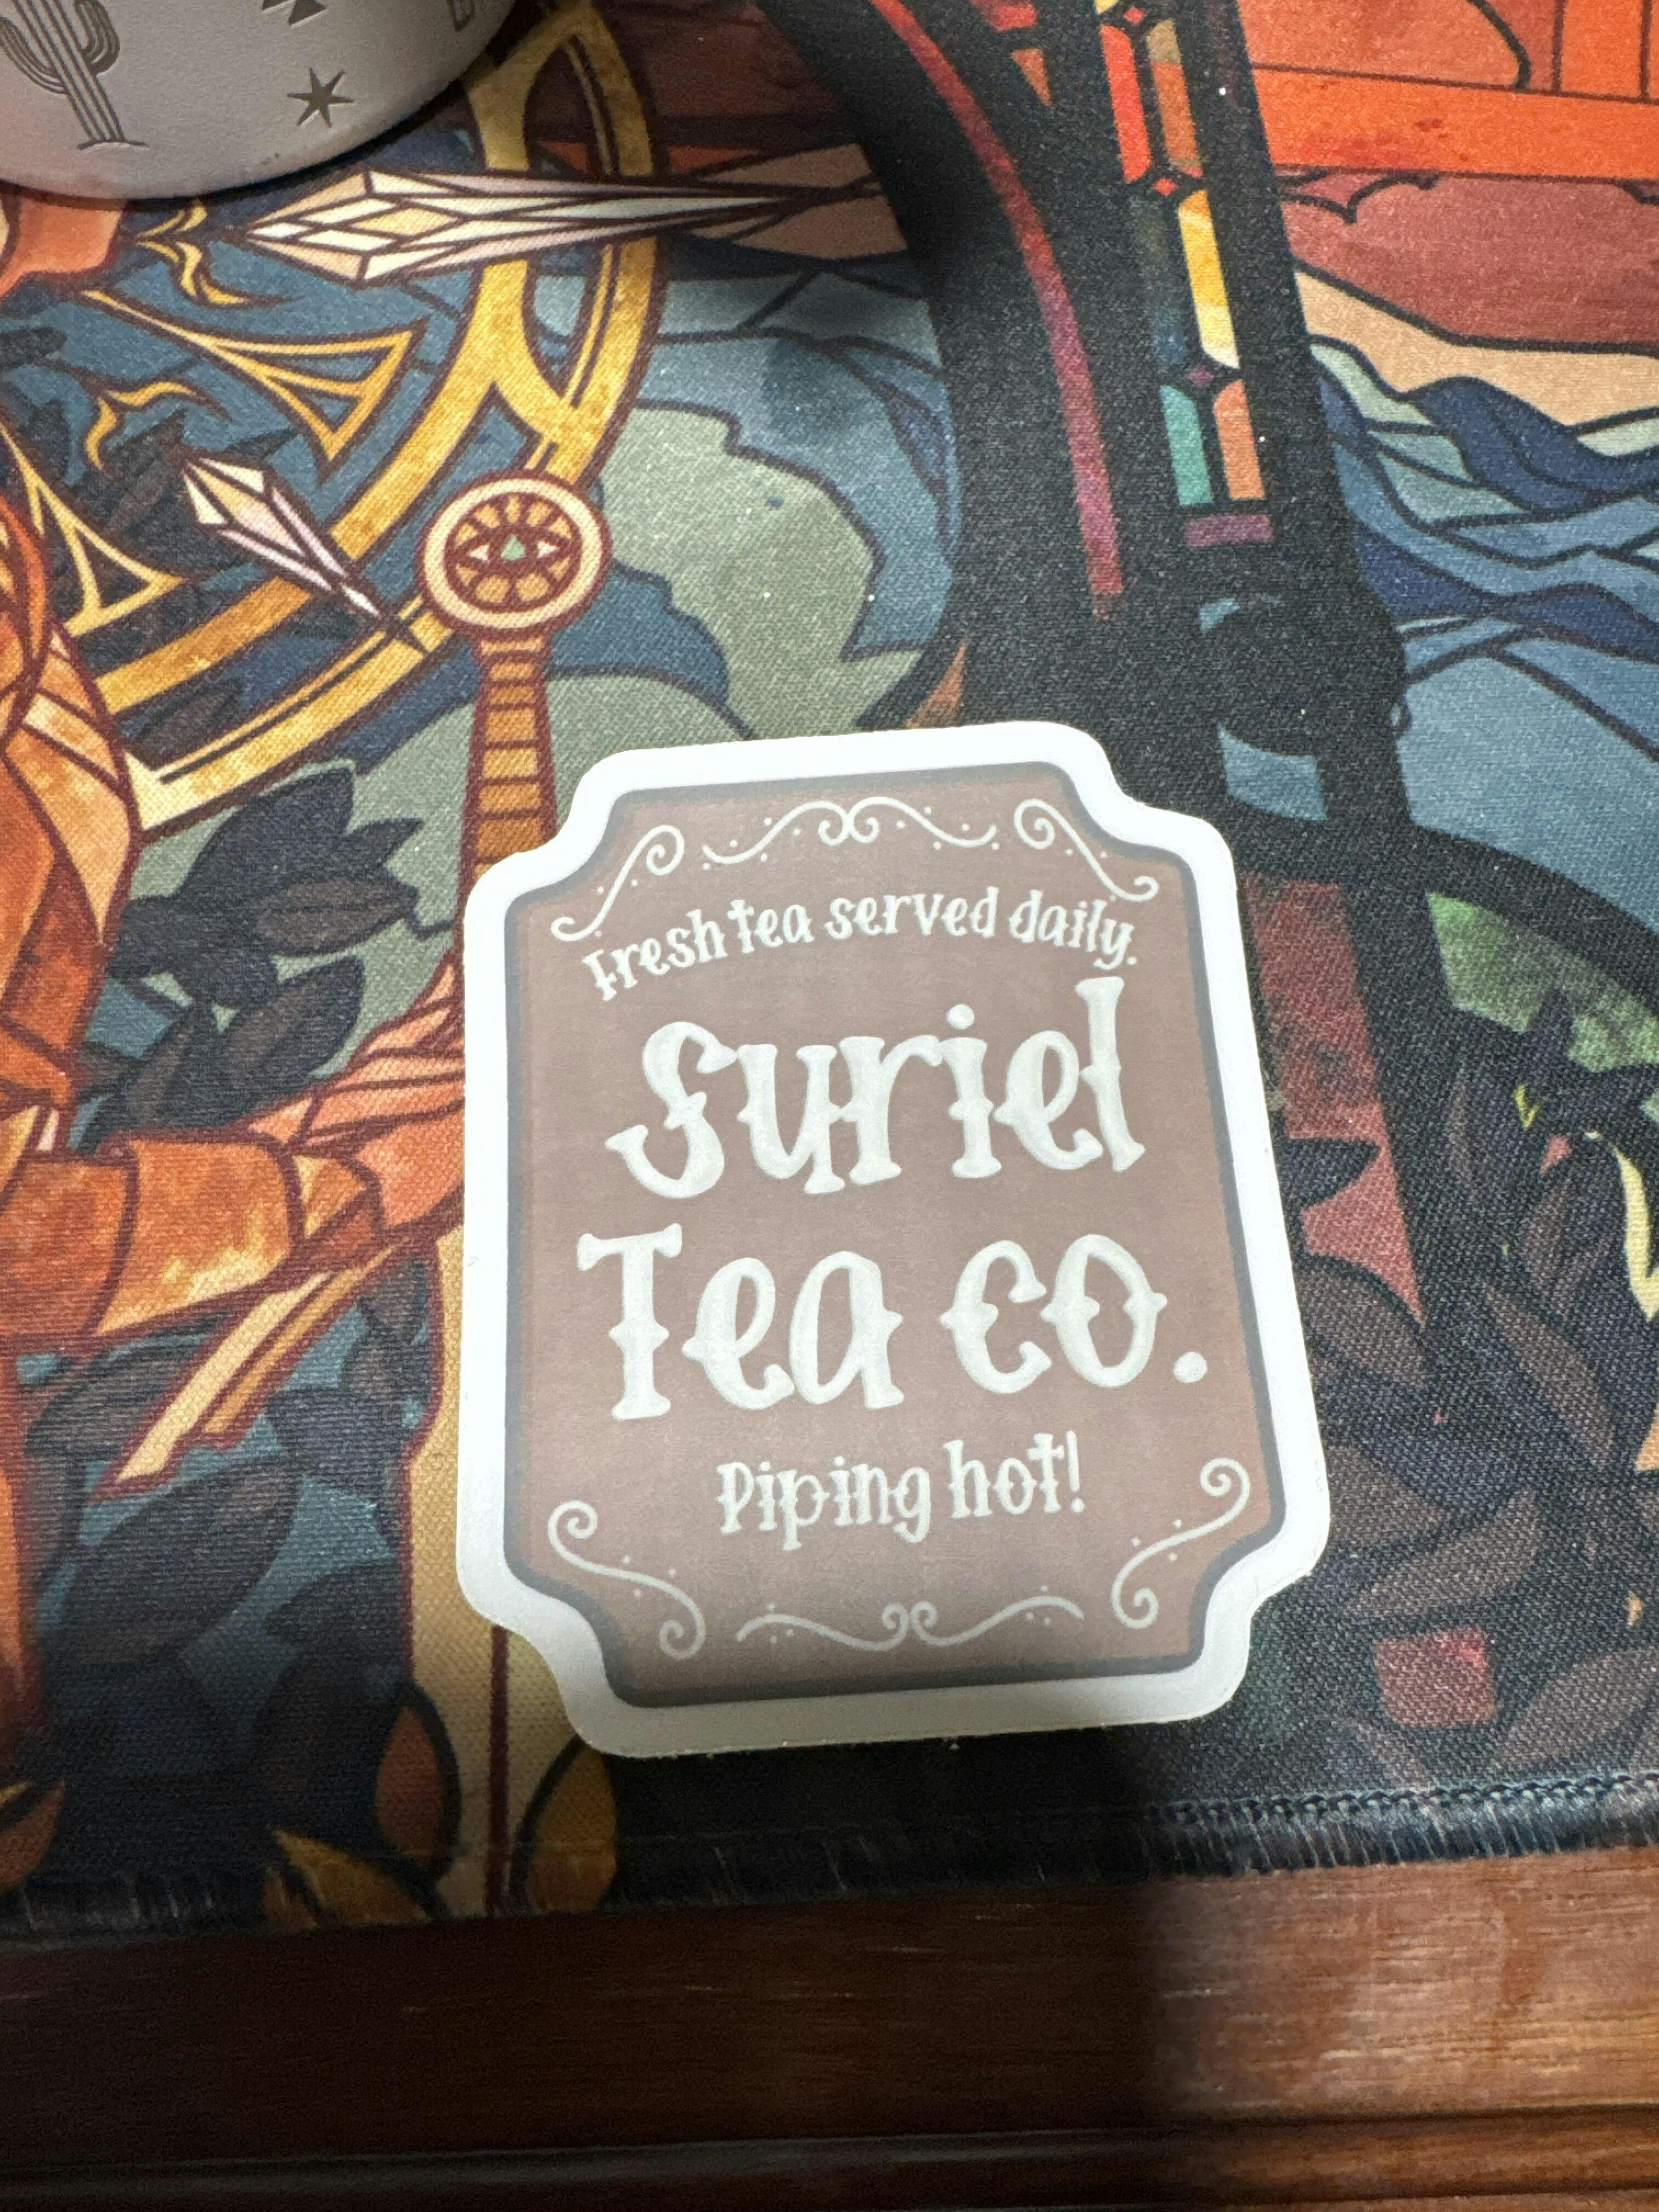 Fresh tea served daily.
Suriel
Tea co.
Piping hot!